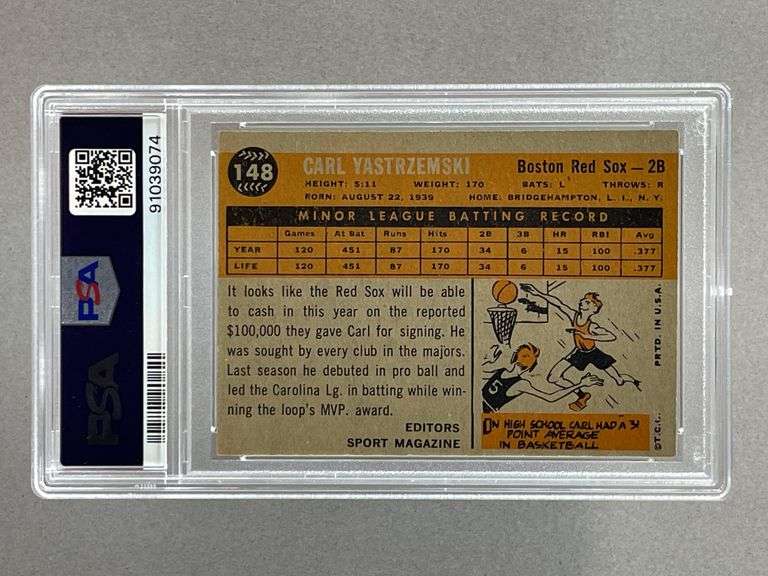 148
CARL YASTRZEMSKI
Boston Red Sox — 2B
HEIGHT: 5:11 WEIGHT: 170 BATS: L THROWS: R
BORN: AUGUST 22, 1939 HOME: BRIDGEHAMPTON, L. I., N. Y.
MINOR LEAGUE BATTING RECORD
Games At Bat Runs Hits 2B 3B HR RBI Avg
YEAR 120 451 87 170 34 6 15 100 .377
LIFE 120 451 87 170 34 6 15 100 .377
It looks like the Red Sox will be able
to cash in this year on the reported
$100,000 they gave Carl for signing. He
was sought by every club in the majors.
Last season he debuted in pro ball and
led the Carolina Lg. in batting while win-
ning the loop's MVP. award.
EDITORS
SPORT MAGAZINE
5
IN HIGH SCHOOL CARL HAD A 31
POINT AVERAGE
IN BASKETBALL
©T.C.I. PRTD. IN U.S.A.
91039074
PSA
PSA